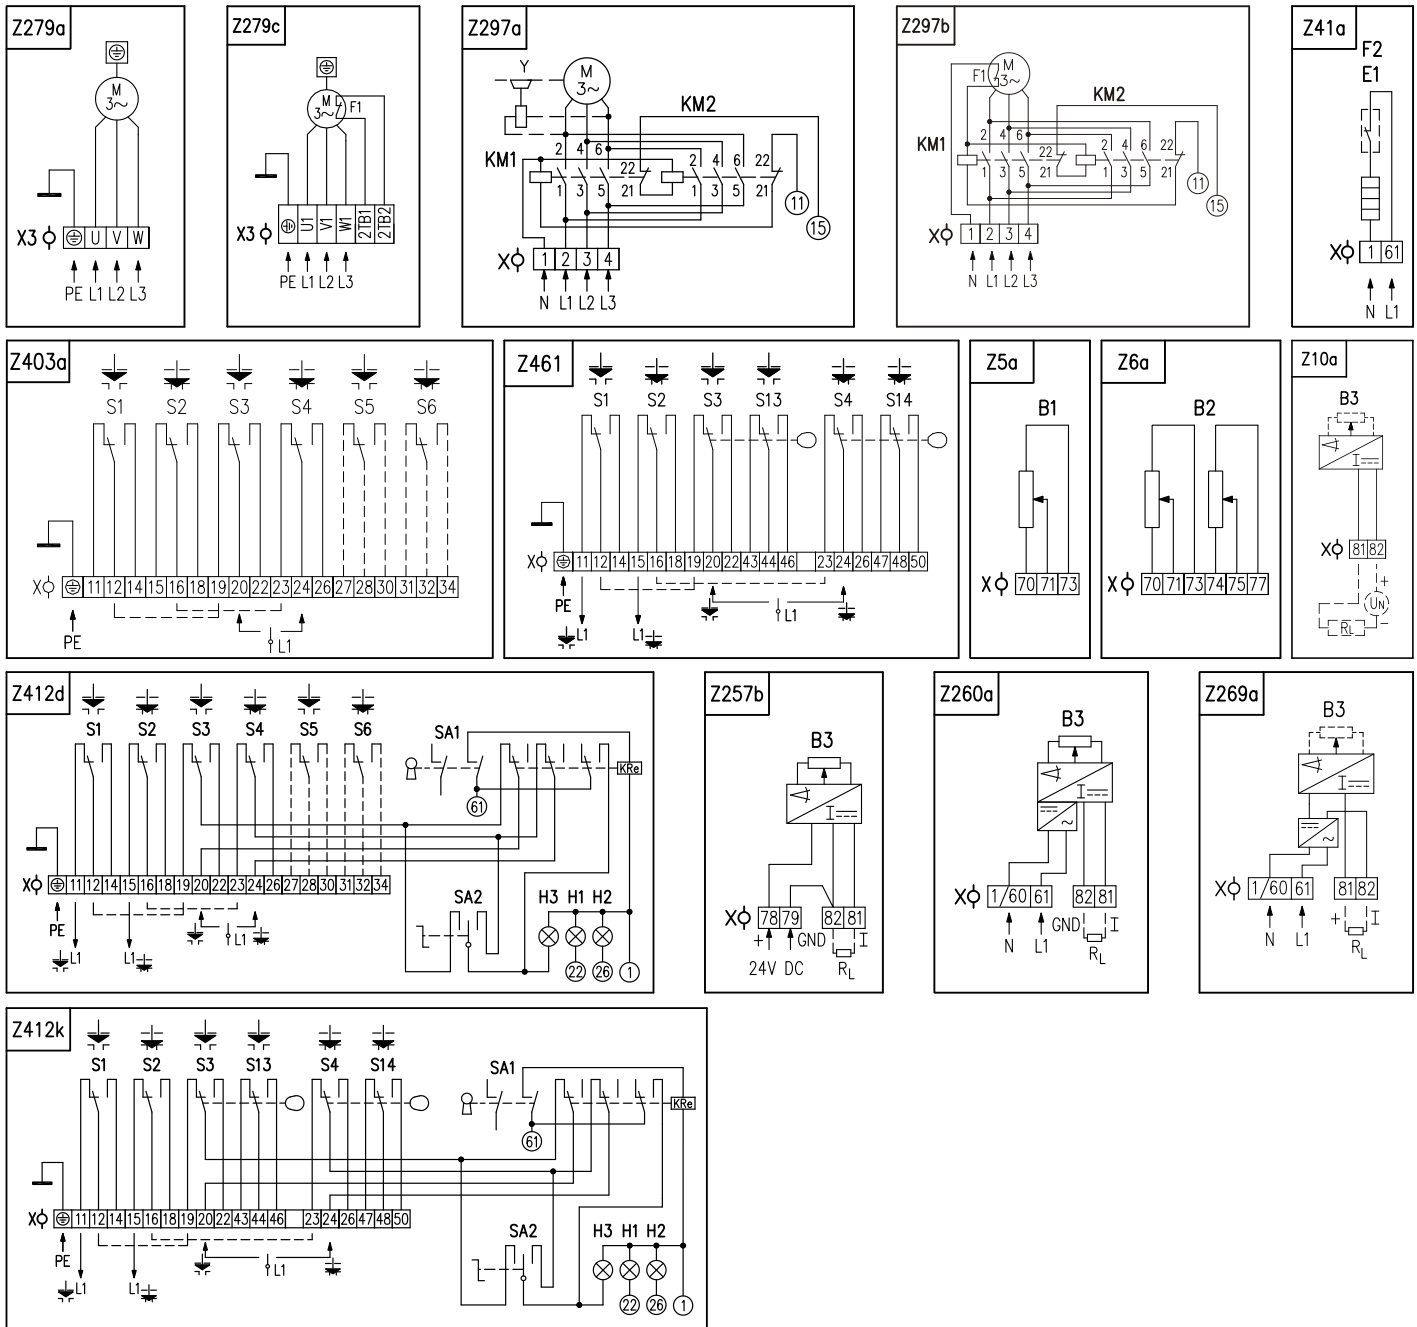 Z279a
M
3~
X3 U V W
PE L1 L2 L3
Z279c
M
3~
F1
X3 U1 V1 W1 2TB1 2TB2
PE L1 L2 L3
Z297a
Y
M
3~
KM2
2 4 6 22 2 4 6 22
KM1
1 3 5 21 1 3 5 21
11
15
X 1 2 3 4
N L1 L2 L3
Z297b
F1
M
3~
KM2
2 4 6 22 2 4 6 22
KM1
1 3 5 21 1 3 5 21
11
15
X 1 2 3 4
N L1 L2 L3
Z41a
F2
E1
X 1 61
N L1
Z403a
S1 S2 S3 S4 S5 S6
X 11 12 14 15 16 18 19 20 22 23 24 26 27 28 30 31 32 34
PE
L1
Z461
S1 S2 S3 S13 S4 S14
X 11 12 14 15 16 18 19 20 22 43 44 46 23 24 26 47 48 50
PE
L1 L1 L1
Z5a
B1
X 70 71 73
Z6a
B2
X 70 71 73 74 75 77
Z10a
B3
I
X 81 82
+
UN
RL
-
Z412d
S1 S2 S3 S4 S5 S6
SA1
KRe
61
X 11 12 14 15 16 18 19 20 22 23 24 26 27 28 30 31 32 34
PE
L1 L1 L1
SA2
H3 H1 H2
22 26 1
Z257b
B3
I
X 78 79 82 81
+ GND I
24V DC RL
Z260a
B3
I
~
X 1/60 61 82 81
N L1 GND I
RL
Z269a
B3
I
~
X 1/60 61 81 82
N L1 + I
RL
Z412k
S1 S2 S3 S13 S4 S14
SA1
KRe
61
X 11 12 14 15 16 18 19 20 22 43 44 46 23 24 26 47 48 50
PE
L1 L1 L1
SA2
H3 H1 H2
22 26 1